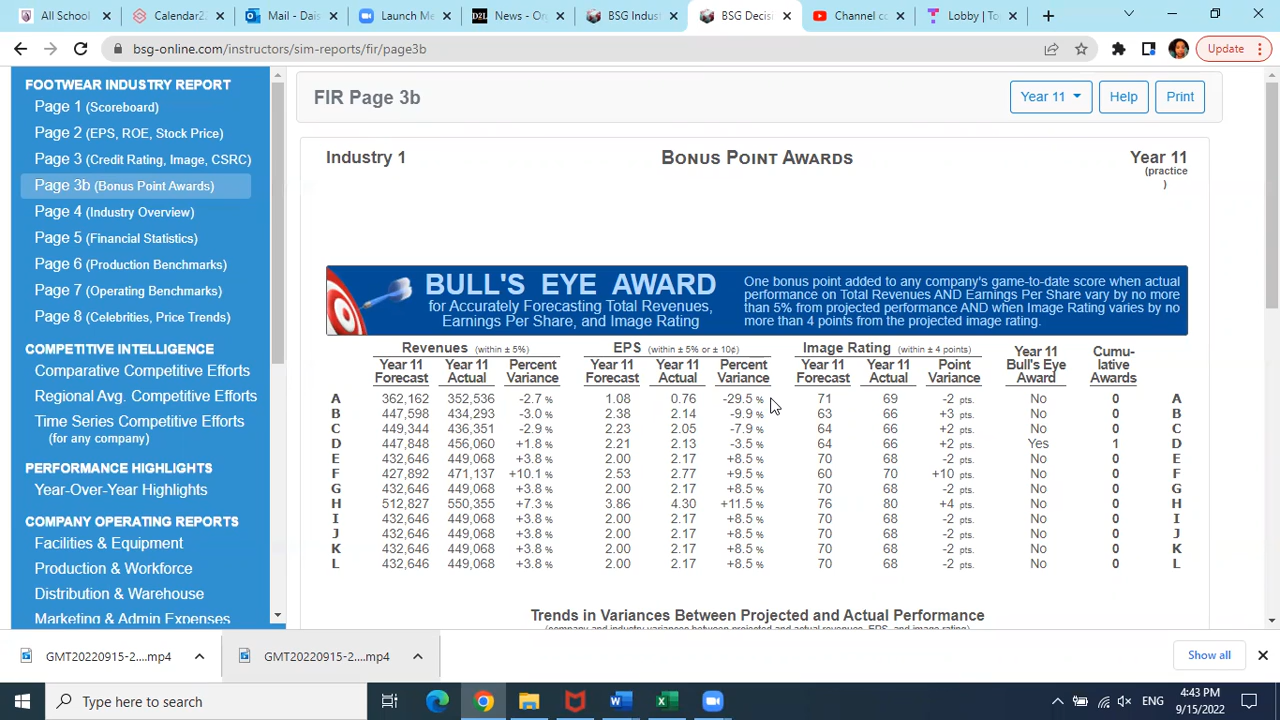 All School
Calendar22
Mail - Dais
Launch Me
News - Org
BSG Indust
BSG Decisi
Channel co
Lobby | To
bsg-online.com/instructors/sim-reports/fir/page3b
Update
FOOTWEAR INDUSTRY REPORT
Page 1 (Scoreboard)
Page 2 (EPS, ROE, Stock Price)
Page 3 (Credit Rating, Image, CSRC)
Page 3b (Bonus Point Awards)
Page 4 (Industry Overview)
Page 5 (Financial Statistics)
Page 6 (Production Benchmarks)
Page 7 (Operating Benchmarks)
Page 8 (Celebrities, Price Trends)
COMPETITIVE INTELLIGENCE
Comparative Competitive Efforts
Regional Avg. Competitive Efforts
Time Series Competitive Efforts
(for any company)
PERFORMANCE HIGHLIGHTS
Year-Over-Year Highlights
COMPANY OPERATING REPORTS
Facilities & Equipment
Production & Workforce
Distribution & Warehouse
Marketing & Admin Expenses
FIR Page 3b
Year 11
Help
Print
Industry 1 BONUS POINT AWARDS Year 11
(practice
)
BULL'S EYE AWARD
for Accurately Forecasting Total Revenues,
Earnings Per Share, and Image Rating
One bonus point added to any company's game-to-date score when actual
performance on Total Revenues AND Earnings Per Share vary by no more
than 5% from projected performance AND when Image Rating varies by no
more than 4 points from the projected image rating.
Revenues (within ± 5%) EPS (within ± 5% or ± 10¢) Image Rating (within ± 4 points) Year 11 Cumu-
Year 11 Year 11 Percent Year 11 Year 11 Percent Year 11 Year 11 Point Bull's Eye lative
Forecast Actual Variance Forecast Actual Variance Forecast Actual Variance Award Awards
A 362,162 352,536 -2.7 % 1.08 0.76 -29.5 % 71 69 -2 pts. No 0 A
B 447,598 434,293 -3.0 % 2.38 2.14 -9.9 % 63 66 +3 pts. No 0 B
C 449,344 436,351 -2.9 % 2.23 2.05 -7.9 % 64 66 +2 pts. No 0 C
D 447,848 456,060 +1.8 % 2.21 2.13 -3.5 % 64 66 +2 pts. Yes 1 D
E 432,646 449,068 +3.8 % 2.00 2.17 +8.5 % 70 68 -2 pts. No 0 E
F 427,892 471,137 +10.1 % 2.53 2.77 +9.5 % 60 70 +10 pts. No 0 F
G 432,646 449,068 +3.8 % 2.00 2.17 +8.5 % 70 68 -2 pts. No 0 G
H 512,827 550,355 +7.3 % 3.86 4.30 +11.5 % 76 80 +4 pts. No 0 H
I 432,646 449,068 +3.8 % 2.00 2.17 +8.5 % 70 68 -2 pts. No 0 I
J 432,646 449,068 +3.8 % 2.00 2.17 +8.5 % 70 68 -2 pts. No 0 J
K 432,646 449,068 +3.8 % 2.00 2.17 +8.5 % 70 68 -2 pts. No 0 K
L 432,646 449,068 +3.8 % 2.00 2.17 +8.5 % 70 68 -2 pts. No 0 L
Trends in Variances Between Projected and Actual Performance
(company and industry variances between projected and actual revenues, EPS, and image rating)
GMT20220915-2....mp4
GMT20220915-2....mp4
Show all
D2L
Type here to search
ENG
4:43 PM
9/15/2022